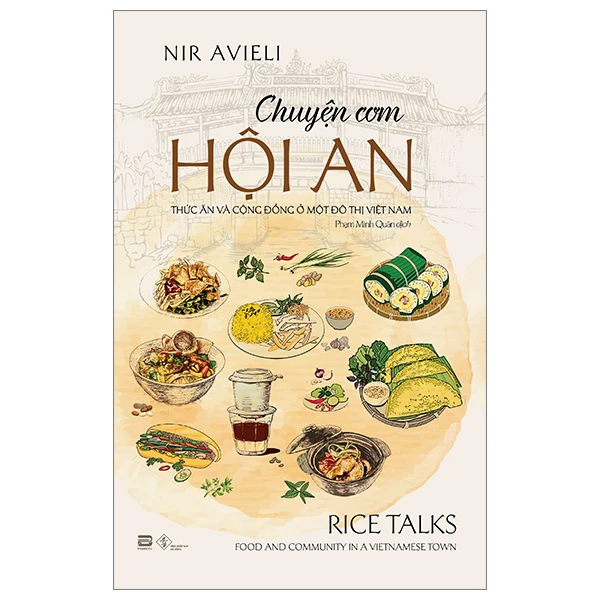 NIR AVIELI
Chuyện cơm
HỘI AN
THỨC ĂN VÀ CỘNG ĐỒNG Ở MỘT ĐÔ THỊ VIỆT NAM
Phạm Minh Quân dịch
RICE TALKS
FOOD AND COMMUNITY IN A VIETNAMESE TOWN